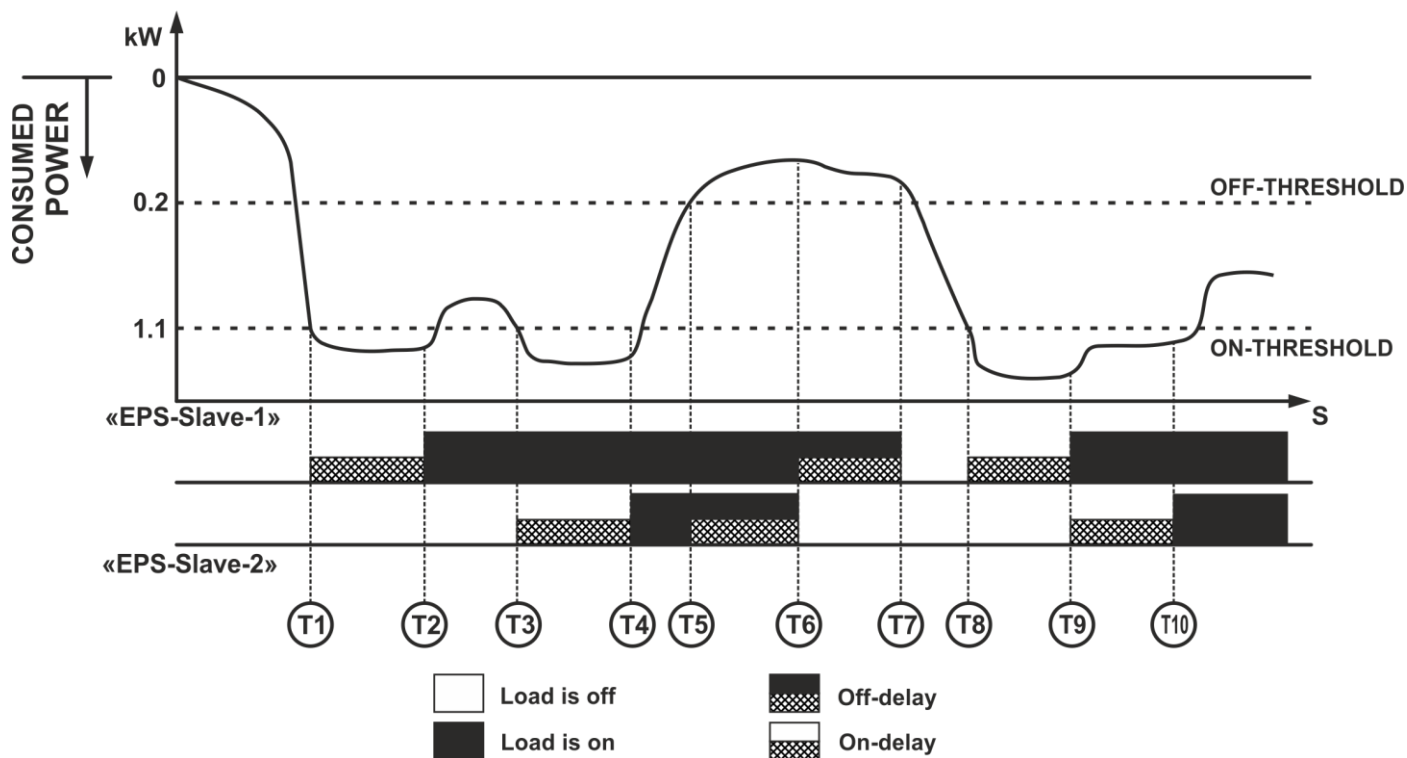 kW
0
CONSUMED
POWER
0.2
OFF-THRESHOLD
1.1
ON-THRESHOLD
«EPS-Slave-1»
S
«EPS-Slave-2»
T1 T2 T3 T4 T5 T6 T7 T8 T9 T10
Load is off
Off-delay
Load is on
On-delay